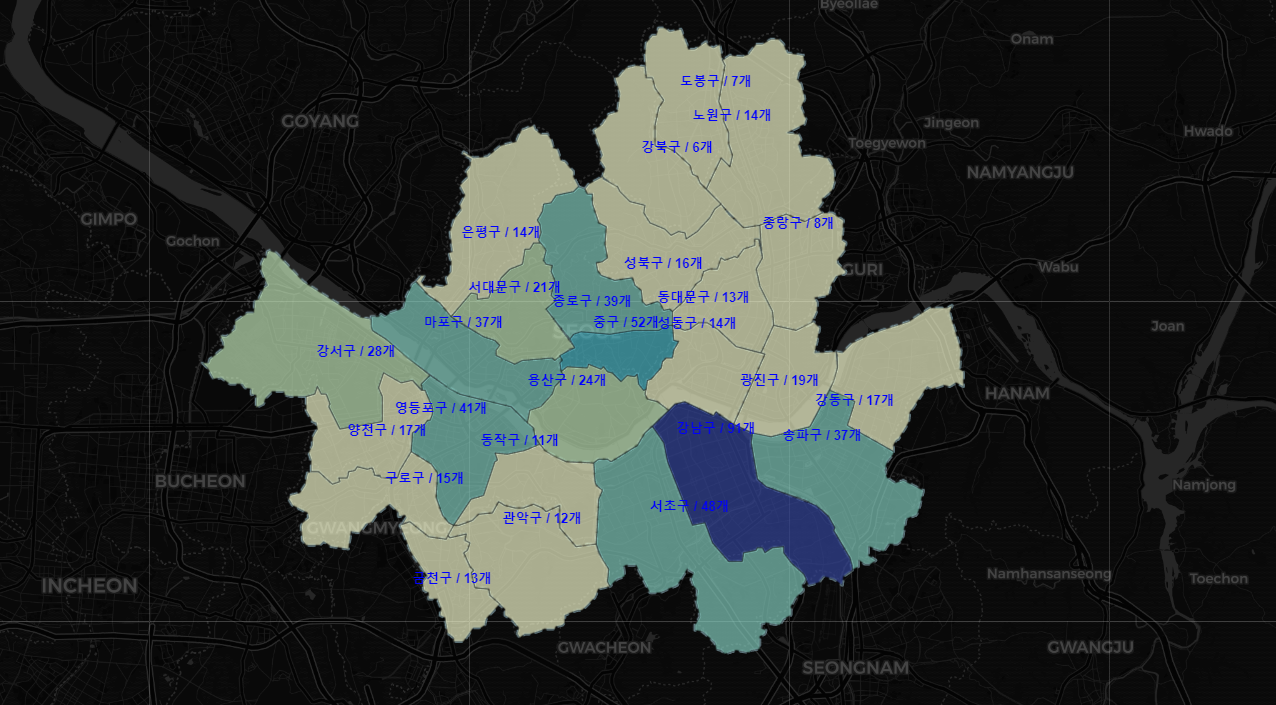 Byeollae
Onam
도봉구 / 7개
노원구 / 14개
GOYANG
Jingeon
Hwado
강북구 / 6개
Toegyewon
NAMYANGJU
GIMPO
중랑구 / 8개
은평구 / 14개
Gochon
성북구 / 16개
GURI
Wabu
서대문구 / 21개
종로구 / 39개
동대문구 / 13개
마포구 / 37개
중구 / 52개
성동구 / 14개
SEOUL
Joan
강서구 / 28개
용산구 / 24개
광진구 / 19개
HANAM
강동구 / 17개
영등포구 / 41개
양천구 / 17개
동작구 / 11개
강남구 / 91개
송파구 / 37개
구로구 / 15개
BUCHEON
Namjong
서초구 / 48개
관악구 / 12개
GWANGMYEONG
금천구 / 13개
INCHEON
Namhansanseong
Toechon
GWACHEON
GWANGJU
SEONGNAM